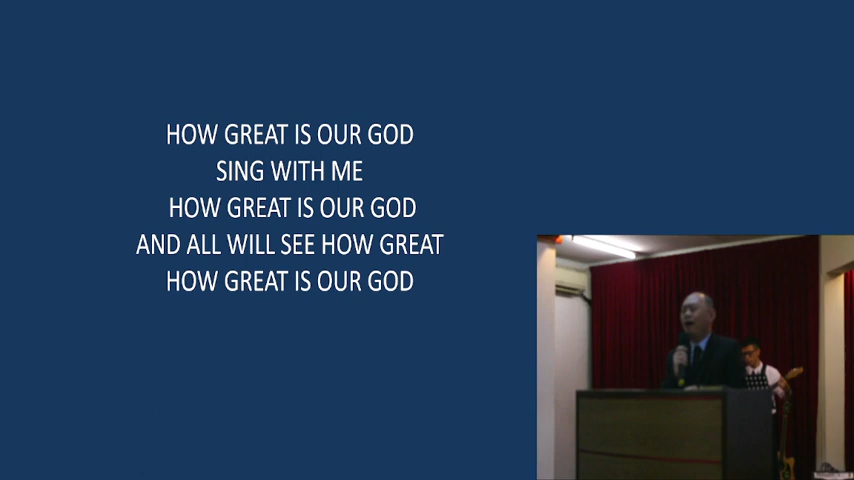 HOW GREAT IS OUR GOD
SING WITH ME
HOW GREAT IS OUR GOD
AND ALL WILL SEE HOW GREAT
HOW GREAT IS OUR GOD